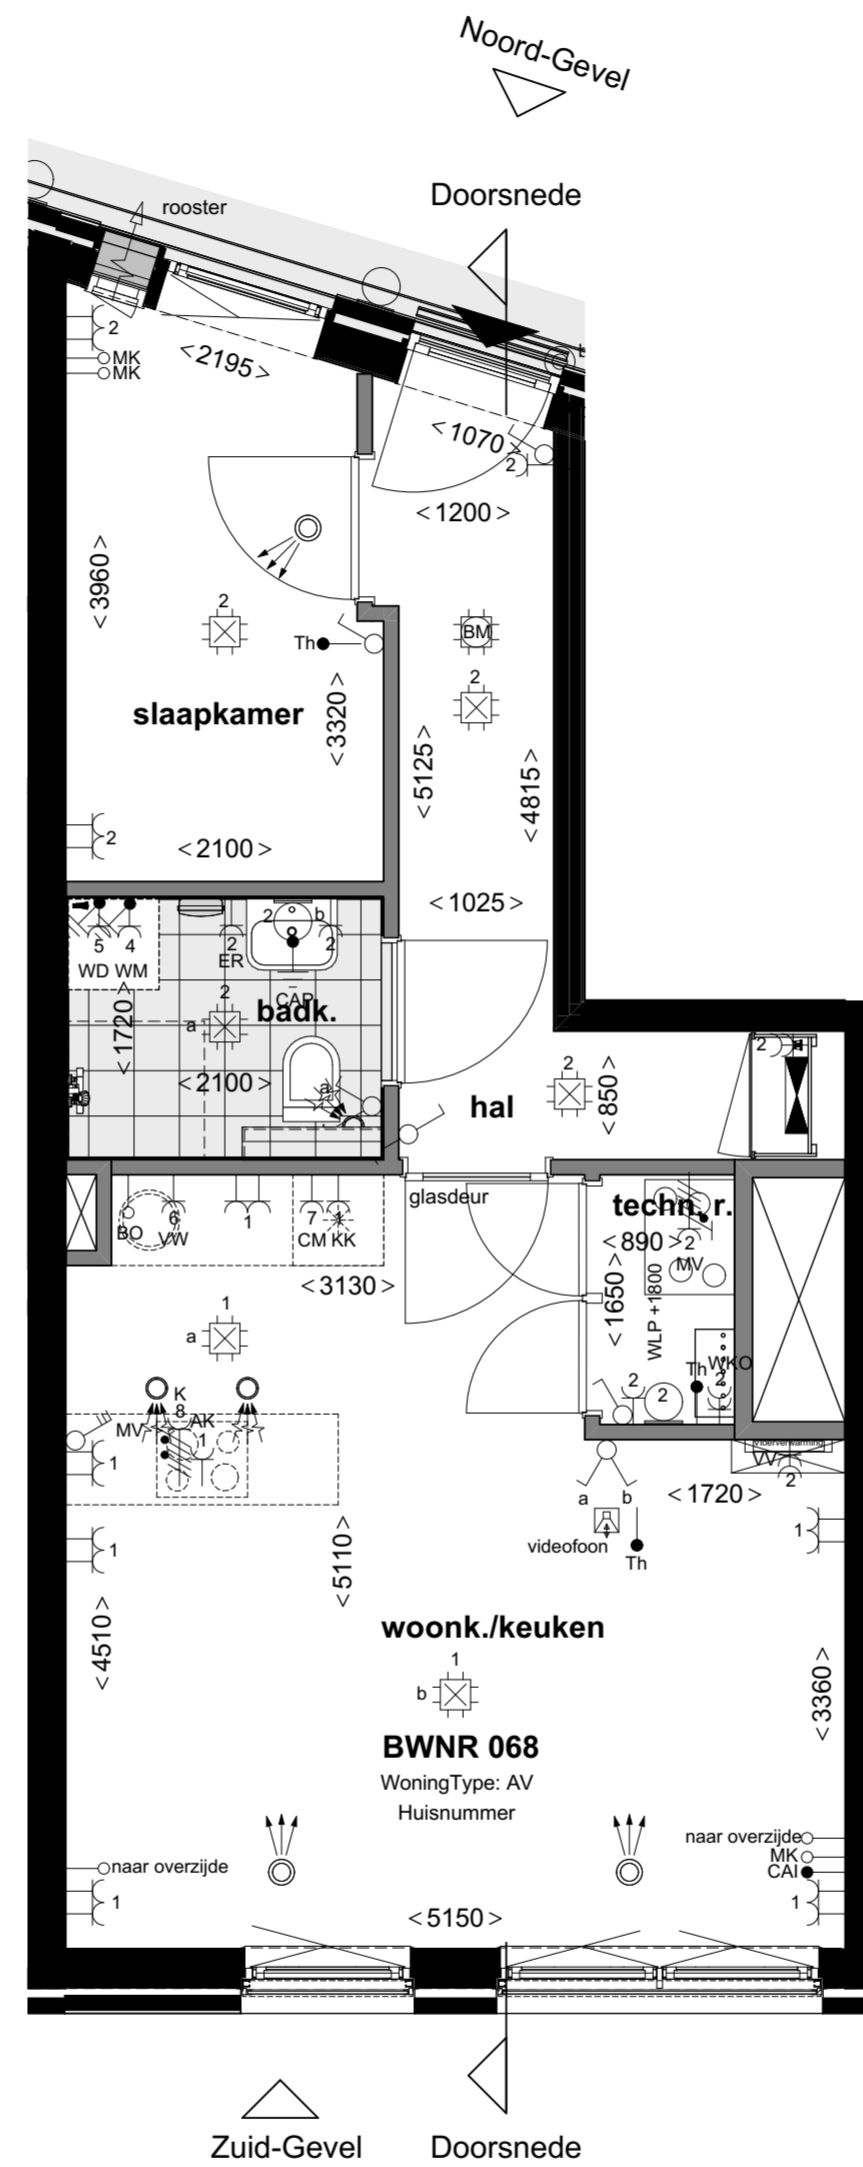 Noord-Gevel
Doorsnede
rooster
2
MK
MK
<2195>
<1070>
2
<1200>
<3960>
2
BM
Th
2
slaapkamer
<3320>
<5125>
<4815>
2
<2100>
<1025>
5 4
2
ER
2 b
2
WD WM
CAP
2
a
badk.
<1720>
<2100>
a
2
hal
<850>
2
glasdeur
techn. r.
BO
6
VW
1
7
CM
1
KK
<890>
2
MV
<3130>
<1650>
WLP +1800
1
a
Th
WKO
2
2
2
K
8
AK
1
MV
1
vloerverwarming
VV
2
a b
<1720>
1
1
videofoon
Th
<5110>
<4510>
woonk./keuken
1
b
<3360>
BWNR 068
WoningType: AV
Huisnummer
naar overzijde
MK
CAI
naar overzijde
1
1
<5150>
Zuid-Gevel
Doorsnede